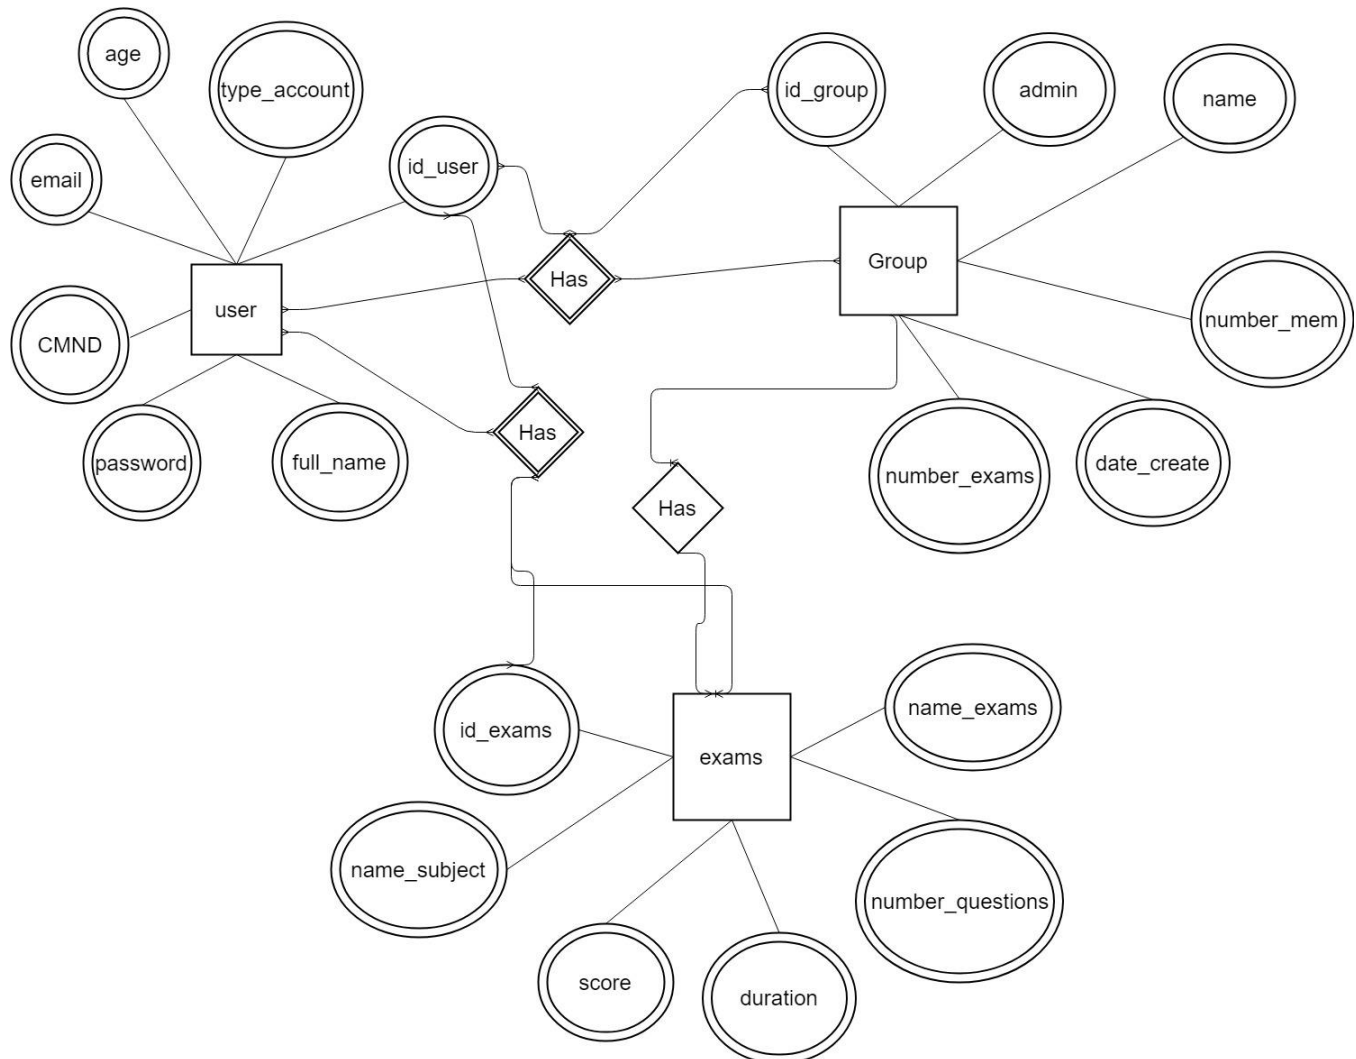 age
type_account
id_group
admin
name
email
id_user
user
Has
Group
number_mem
CMND
Has
password
full_name
Has
number_exams
date_create
id_exams
exams
name_exams
name_subject
number_questions
score
duration